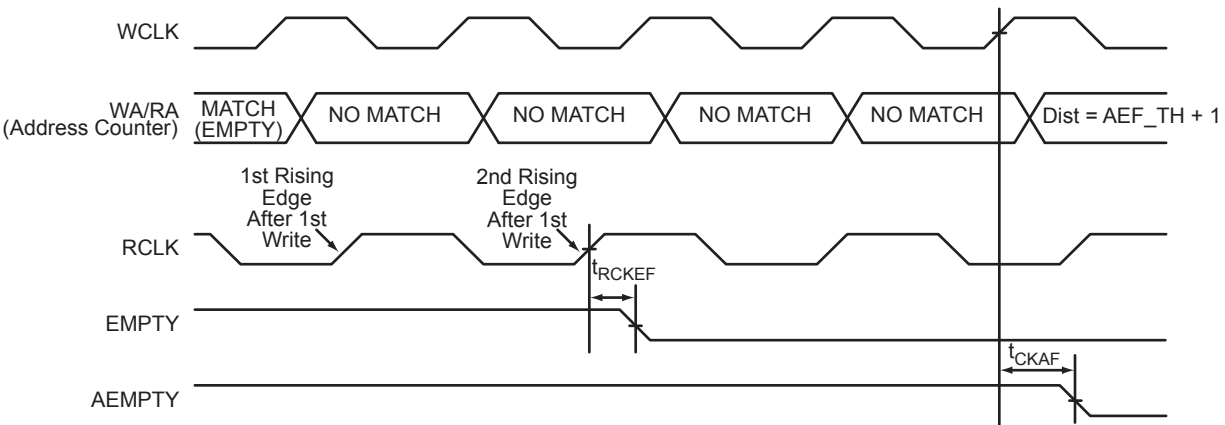 WCLK
WA/RA
(Address Counter)
MATCH
(EMPTY)
NO MATCH
NO MATCH
NO MATCH
NO MATCH
Dist = AEF_TH + 1
1st Rising
Edge
After 1st
Write
2nd Rising
Edge
After 1st
Write
RCLK
tRCKEF
EMPTY
tCKAF
AEMPTY